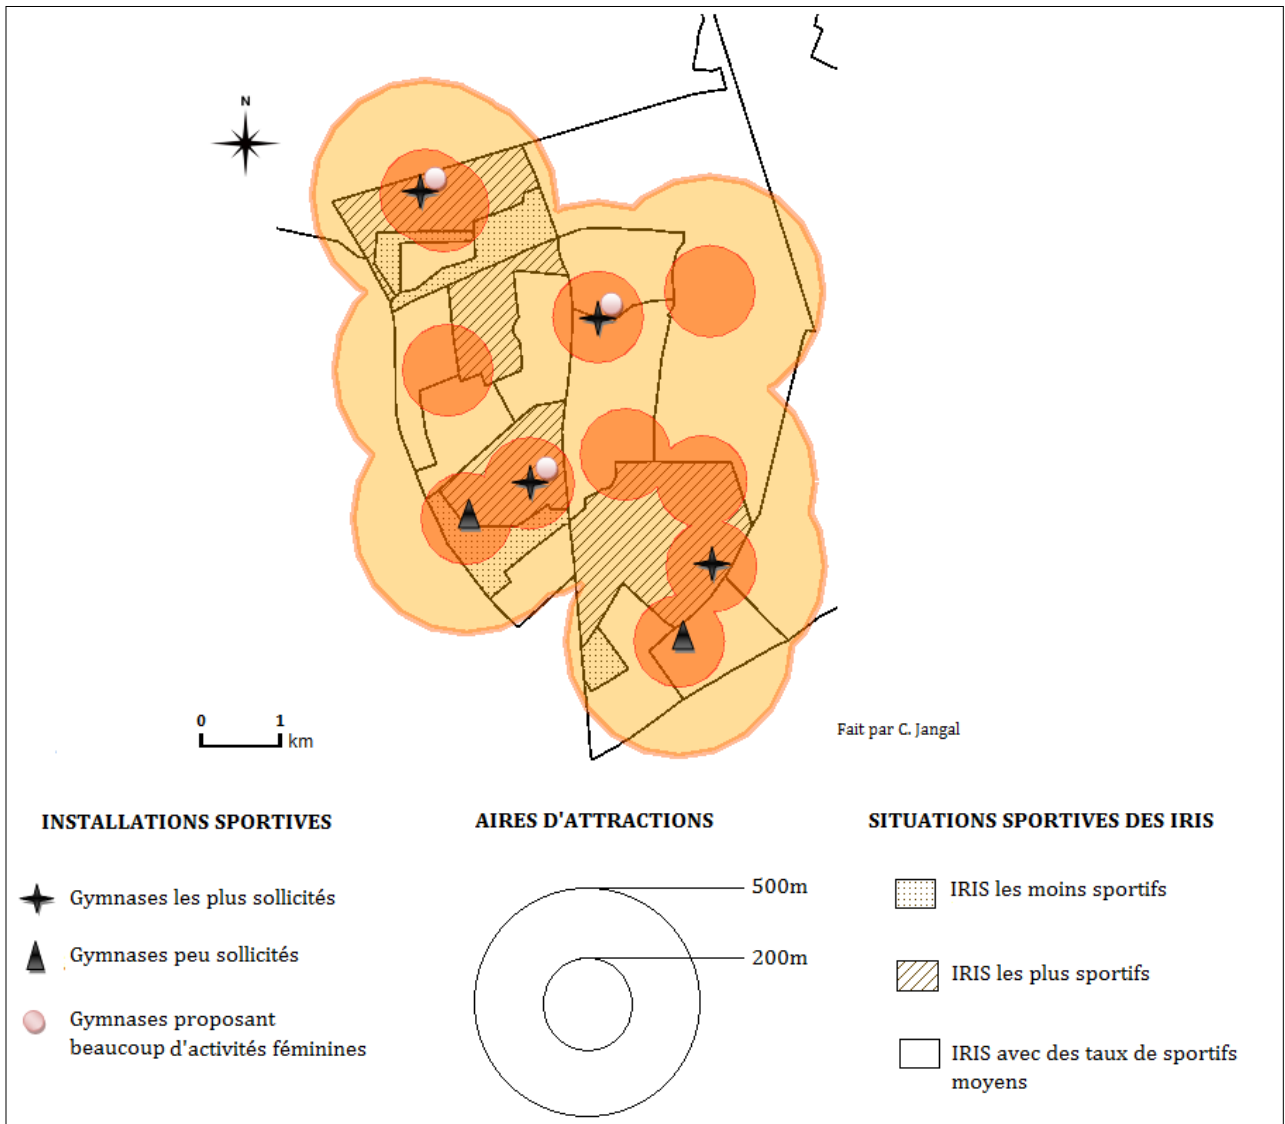 N
0 1
km
Fait par C. Jangal
INSTALLATIONS SPORTIVES
Gymnases les plus sollicités
Gymnases peu sollicités
Gymnases proposant
beaucoup d'activités féminines
AIRES D'ATTRACTIONS
500m
200m
SITUATIONS SPORTIVES DES IRIS
IRIS les moins sportifs
IRIS les plus sportifs
IRIS avec des taux de sportifs
moyens